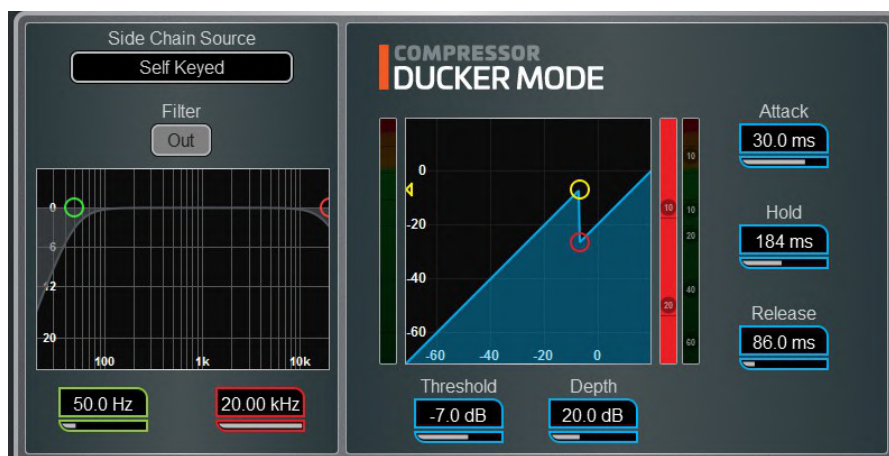 Side Chain Source
Self Keyed
Filter
Out
0
6
12
20
100 1k 10k
50.0 Hz 20.00 kHz
COMPRESSOR
DUCKER MODE
0
-20
-40
-60
-60 -40 -20 0
10
20
10
10
20
40
60
Threshold Depth
-7.0 dB 20.0 dB
Attack
30.0 ms
Hold
184 ms
Release
86.0 ms